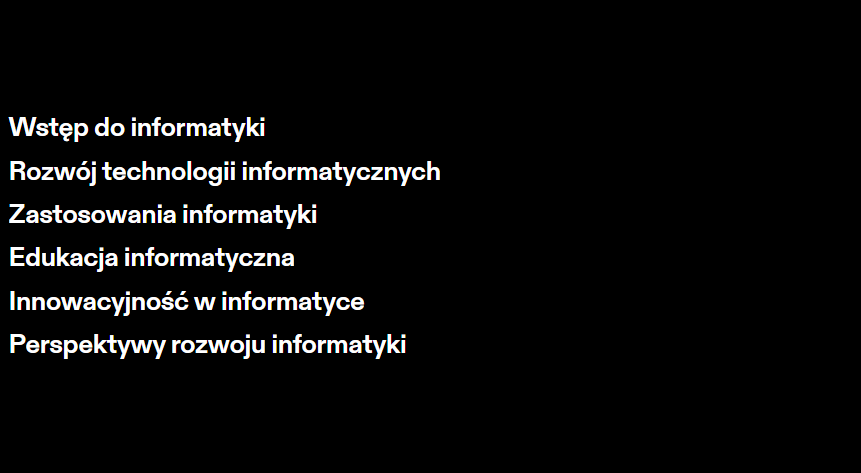 Wstęp do informatyki
Rozwój technologii informatycznych
Zastosowania informatyki
Edukacja informatyczna
Innowacyjność w informatyce
Perspektywy rozwoju informatyki